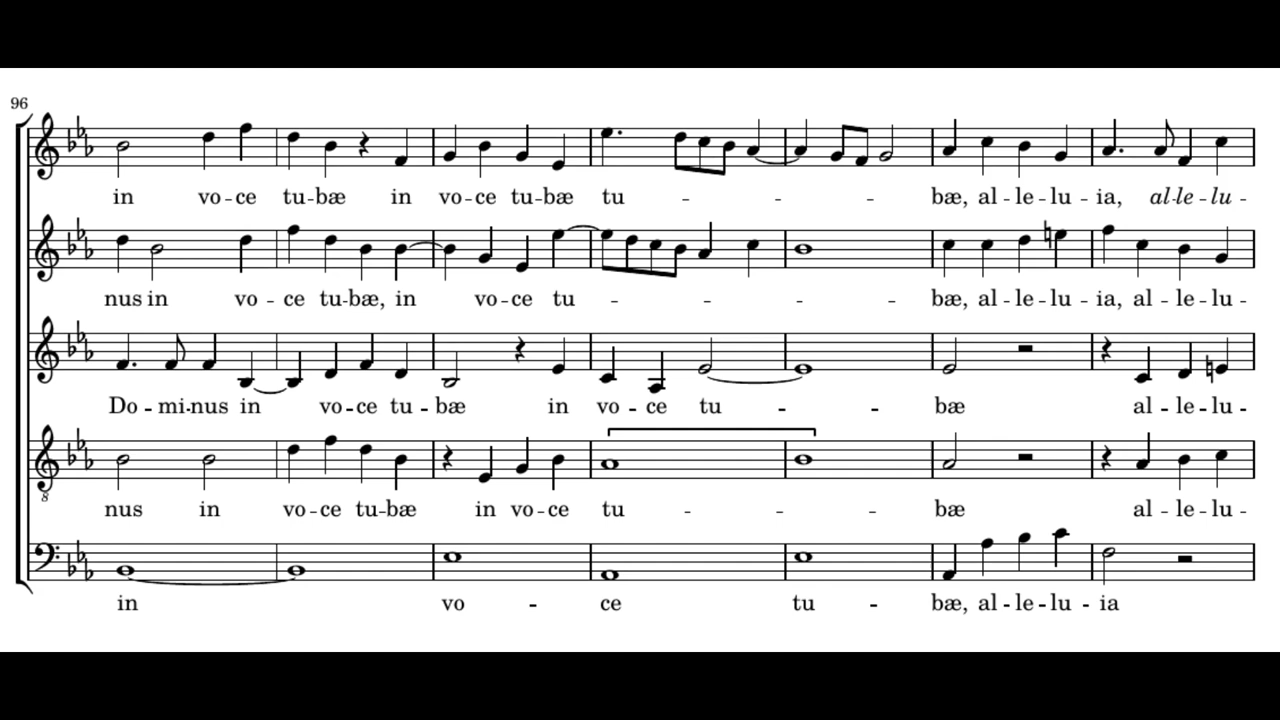 96
in vo - ce tu - bæ in vo - ce tu - bæ tu - - - - - bæ, al - le - lu - ia, al - le - lu -
nus in vo - ce tu - bæ, in vo - ce tu - - - - - bæ, al - le - lu - ia, al - le - lu -
Do - mi - nus in vo - ce tu - bæ in vo - ce tu - - bæ al - le - lu -
8
nus in vo - ce tu - bæ in vo - ce tu - - - bæ al - le - lu -
in vo - ce tu - bæ, al - le - lu - ia